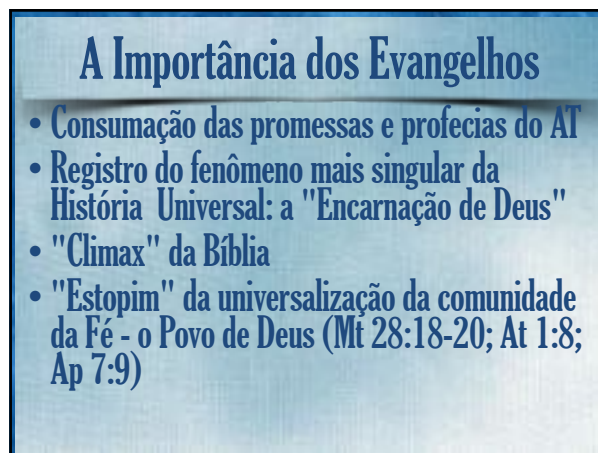 A Importância dos Evangelhos
• Consumação das promessas e profecias do AT
• Registro do fenômeno mais singular da
História Universal: a "Encarnação de Deus"
• "Climax" da Bíblia
• "Estopim" da universalização da comunidade
da Fé - o Povo de Deus (Mt 28:18-20; At 1:8;
Ap 7:9)